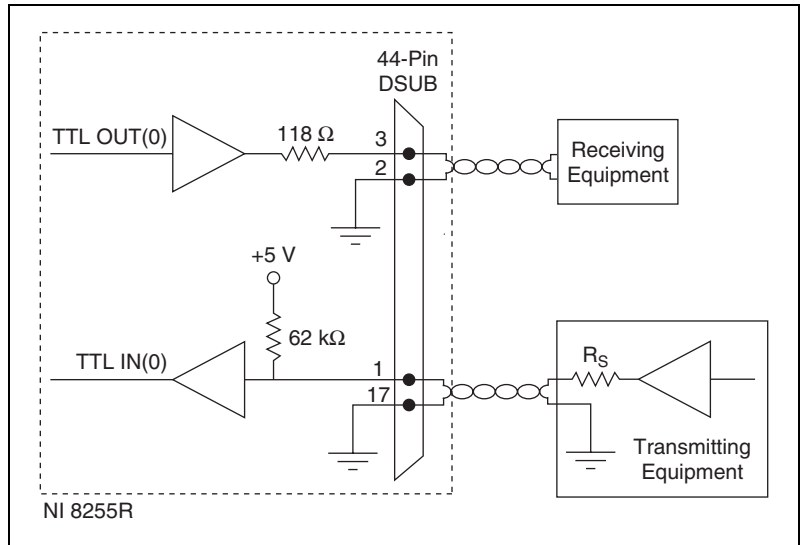 44-Pin
DSUB
TTL OUT(0)
118 Ω
3
2
Receiving
Equipment
+5 V
62 kΩ
TTL IN(0)
1
17
RS
Transmitting
Equipment
NI 8255R